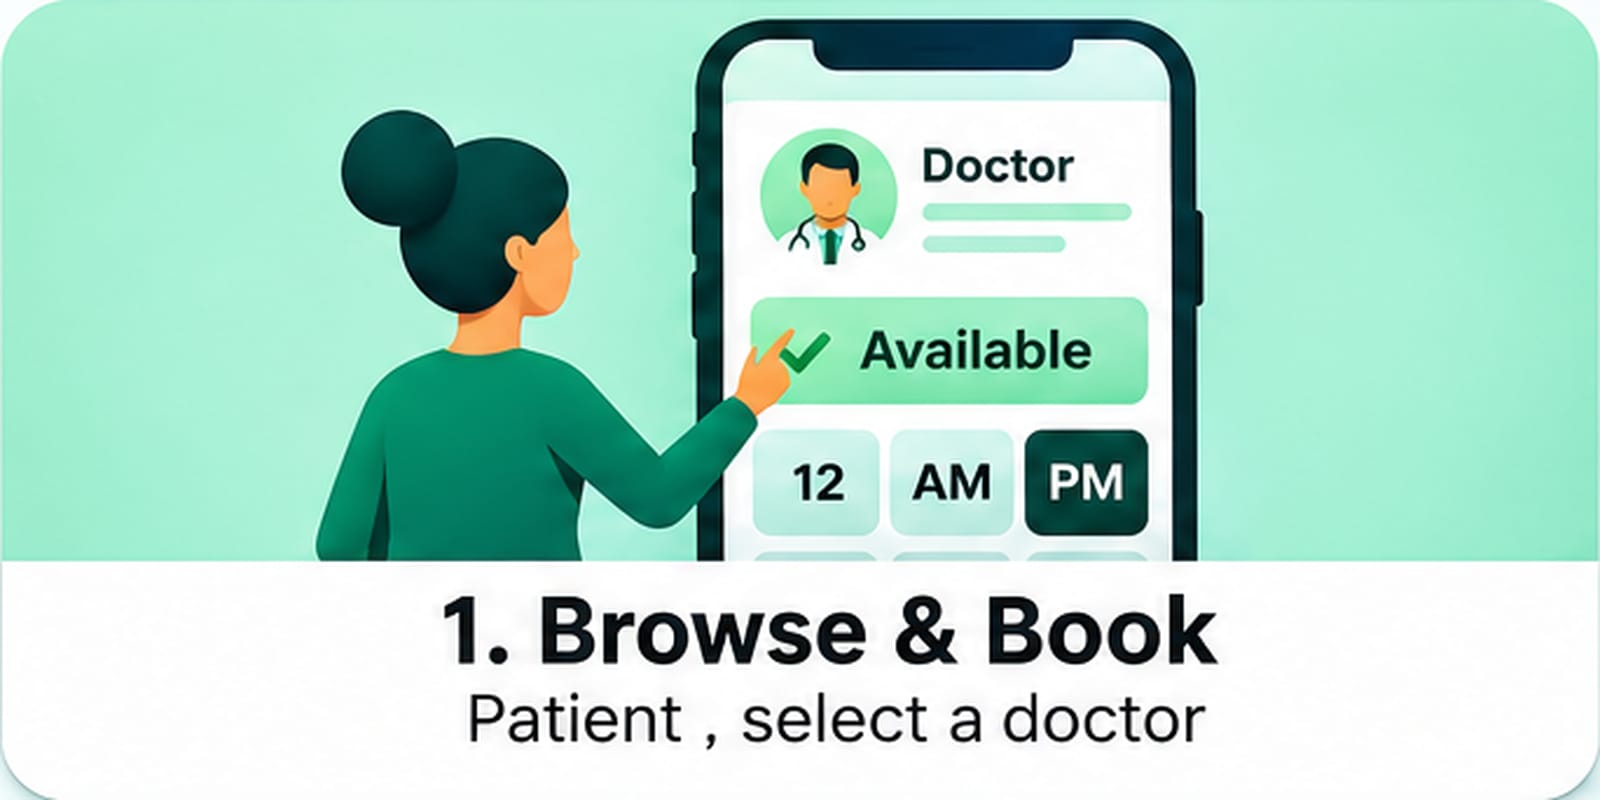 Doctor
Available
12 AM PM
1. Browse & Book
Patient , select a doctor